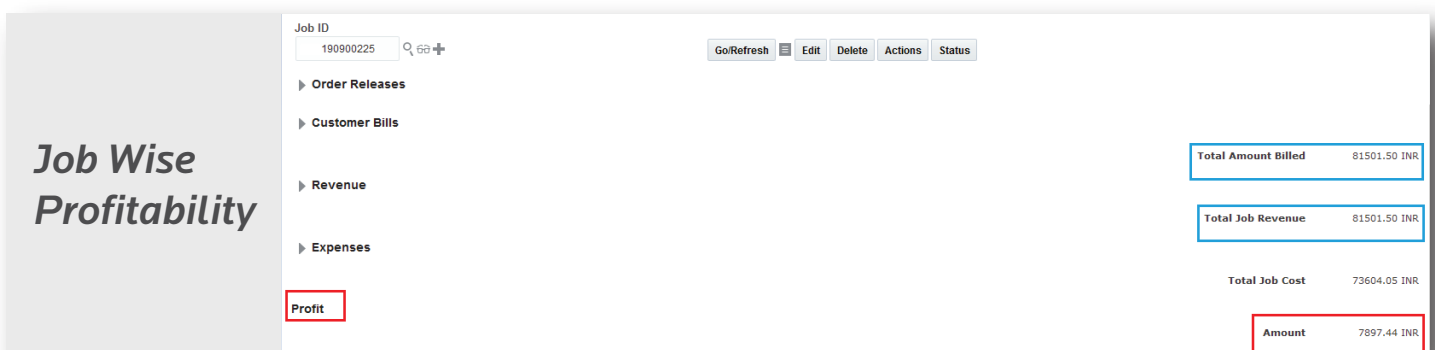 Job Wise
Profitability
Job ID
190900225
Go/Refresh Edit Delete Actions Status
Order Releases
Customer Bills
Total Amount Billed 81501.50 INR
Revenue
Total Job Revenue 81501.50 INR
Expenses
Total Job Cost 73604.05 INR
Profit
Amount 7897.44 INR